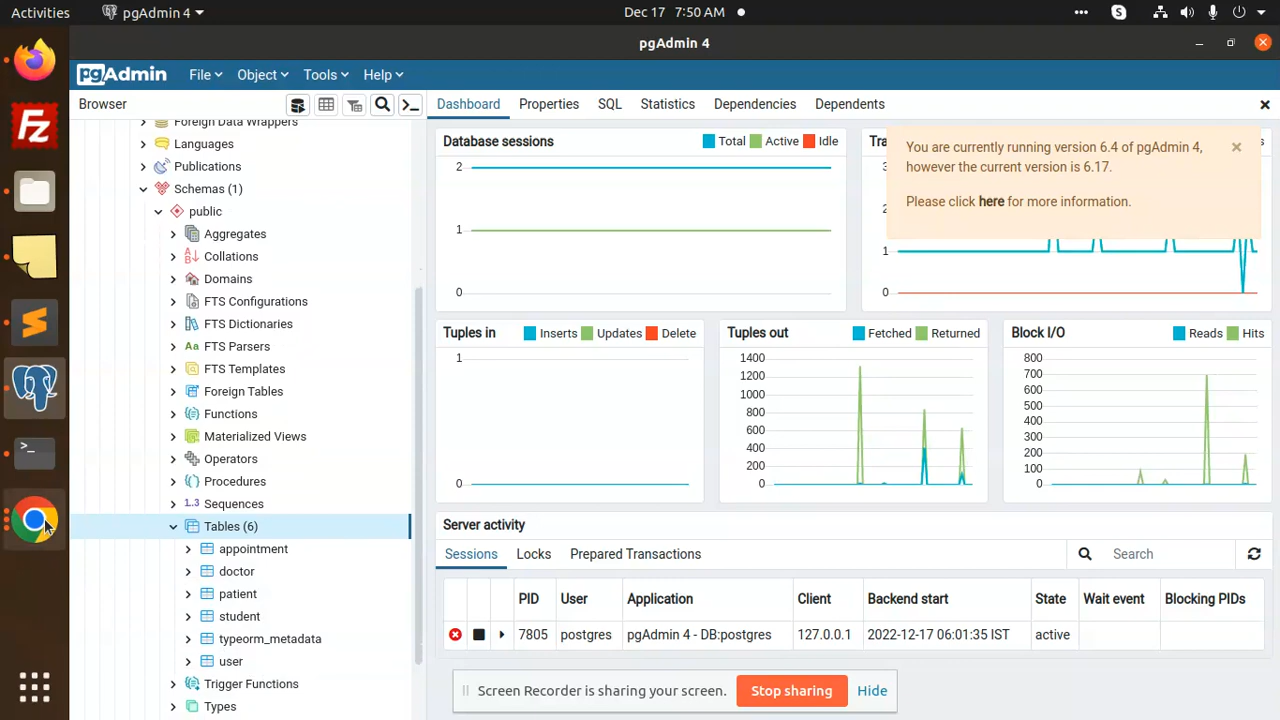 Activities
pgAdmin 4
Dec 17 7:50 AM
pgAdmin 4
pgAdmin
File
Object
Tools
Help
Browser
Dashboard
Properties
SQL
Statistics
Dependencies
Dependents
Foreign Data Wrappers
Languages
Publications
Schemas (1)
public
Aggregates
Collations
Domains
FTS Configurations
FTS Dictionaries
Aa FTS Parsers
FTS Templates
Foreign Tables
Functions
Materialized Views
Operators
Procedures
1..3 Sequences
Tables (6)
appointment
doctor
patient
student
typeorm_metadata
user
Trigger Functions
Types
Database sessions
Total Active Idle
2
1
0
You are currently running version 6.4 of pgAdmin 4,
however the current version is 6.17.
Please click here for more information.
1
0
Tuples in
Inserts Updates Delete
1
0
Tuples out
Fetched Returned
1400
1200
1000
800
600
400
200
0
Block I/O
Reads Hits
800
700
600
500
400
300
200
100
0
Server activity
Sessions Locks Prepared Transactions
Search
PID User Application Client Backend start State Wait event Blocking PIDs
7805 postgres pgAdmin 4 - DB:postgres 127.0.0.1 2022-12-17 06:01:35 IST active
Screen Recorder is sharing your screen. Stop sharing Hide